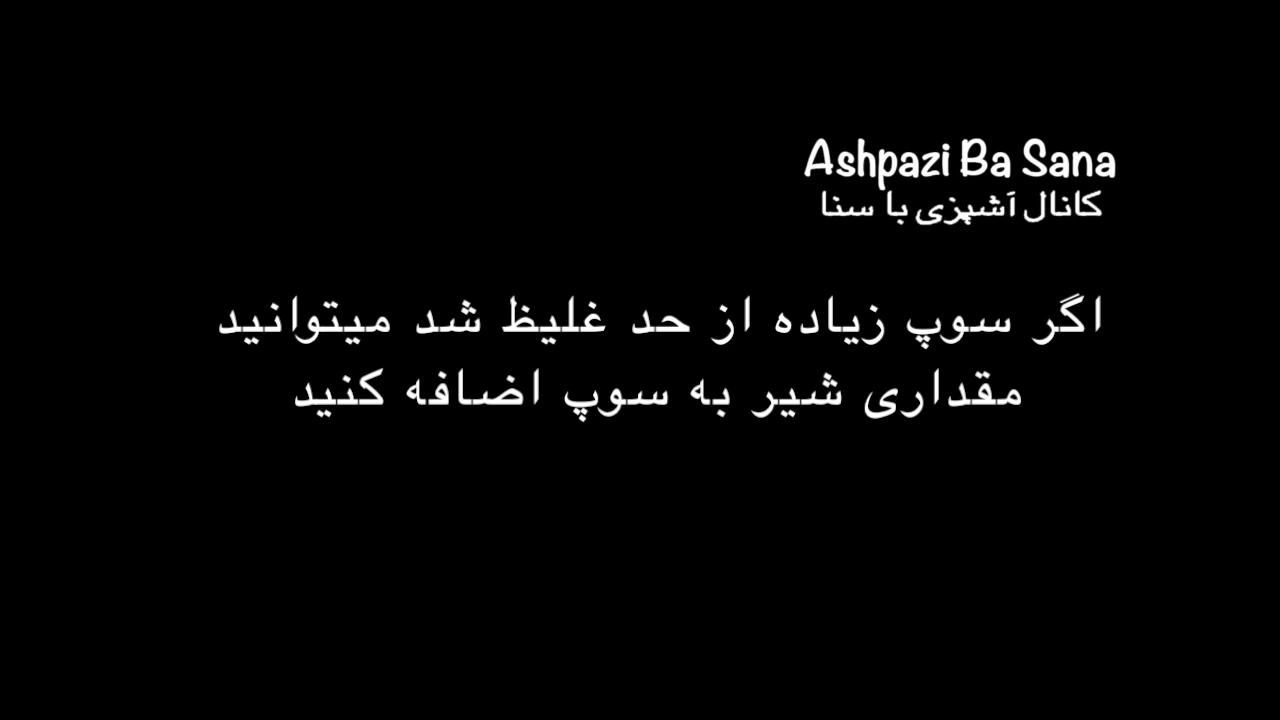 Ashpazi Ba Sana
کانال آشپزی با سنا
اگر سوپ زیاده از حد غلیظ شد میتوانید
مقداری شیر به سوپ اضافه کنید